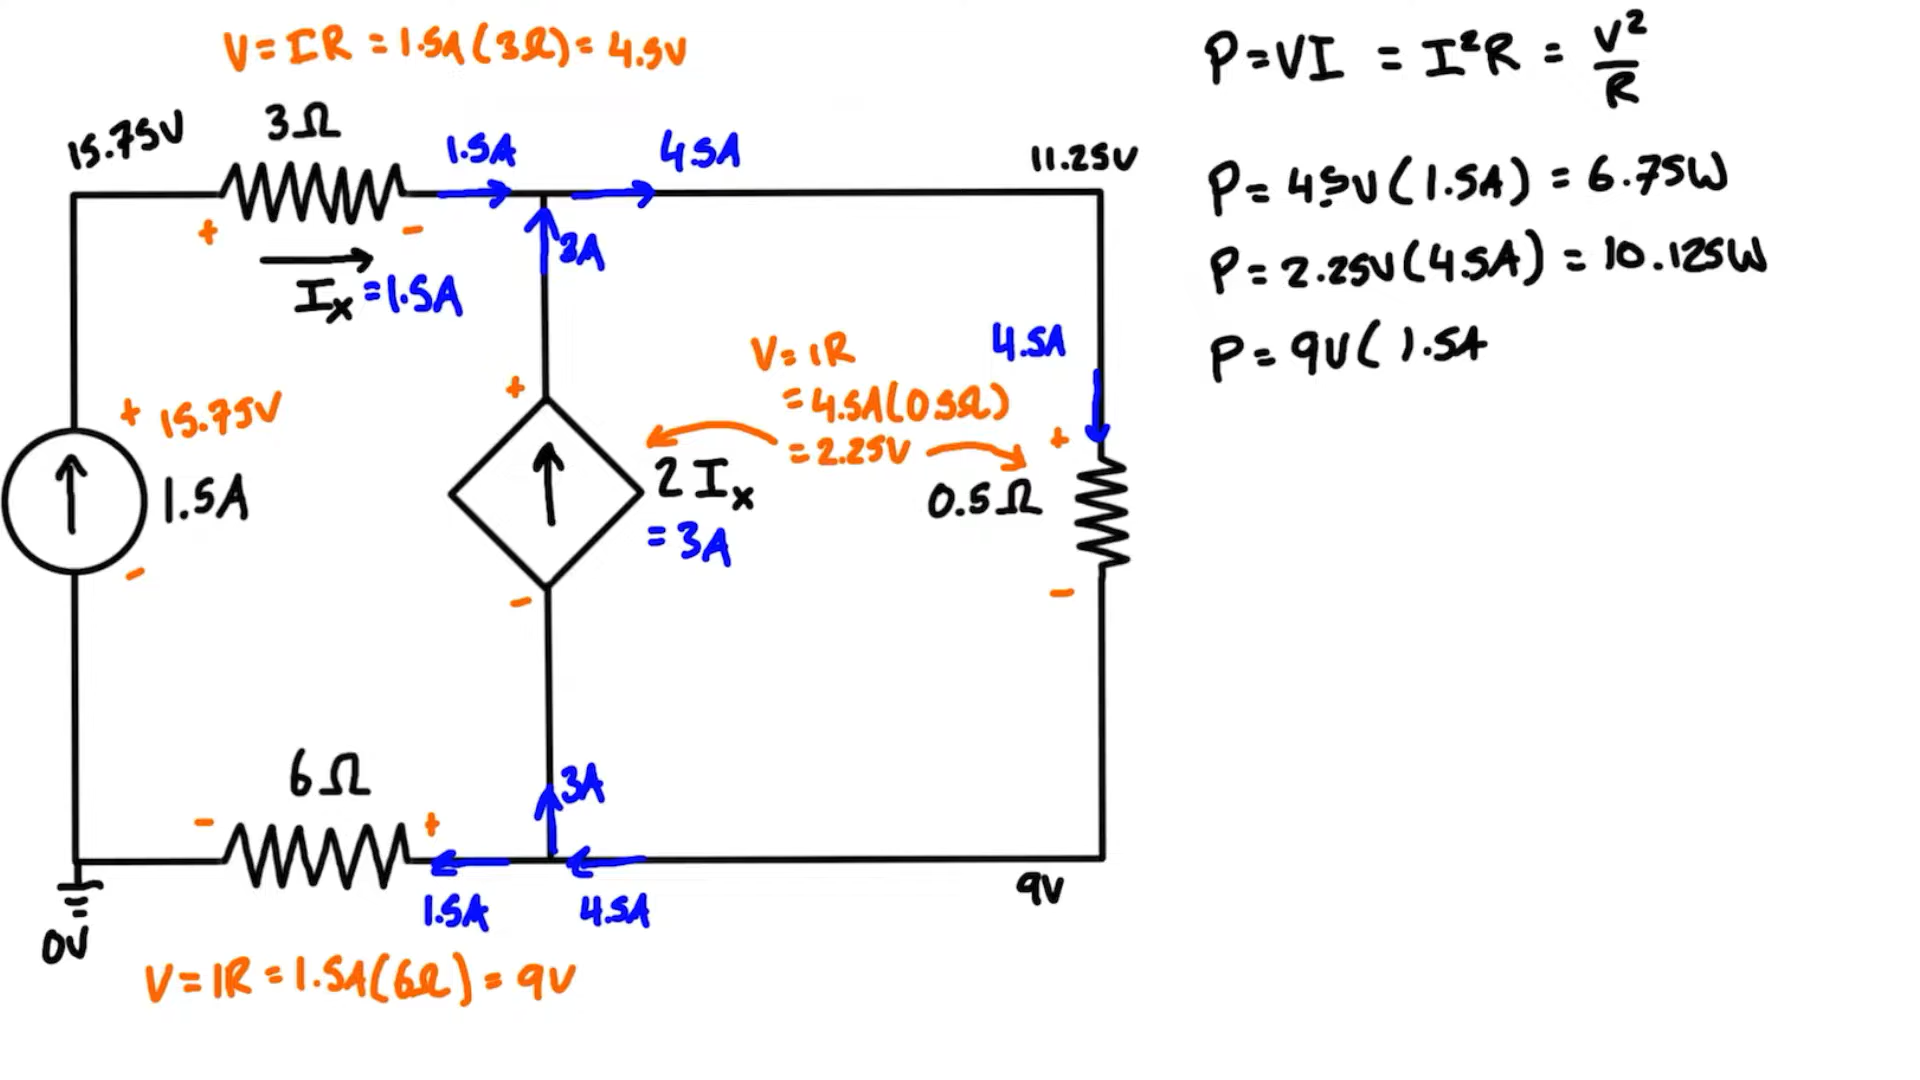 V = IR = 1.5A(3Ω) = 4.5V
P = VI = I²R = V²/R
15.75V
3Ω
1.5A
4.5A
11.25V
P = 4.5V(1.5A) = 6.75W
+ -
3A
Ix = 1.5A
P = 2.25V(4.5A) = 10.125W
P = 9V(1.5A
4.5A
V = IR
= 4.5A(0.5Ω)
= 2.25V
+ 15.75V
1.5A
-
+
2Ix
= 3A
-
+
0.5Ω
-
6Ω
3A
- +
1.5A
4.5A
9V
0V
V = IR = 1.5A(6Ω) = 9V